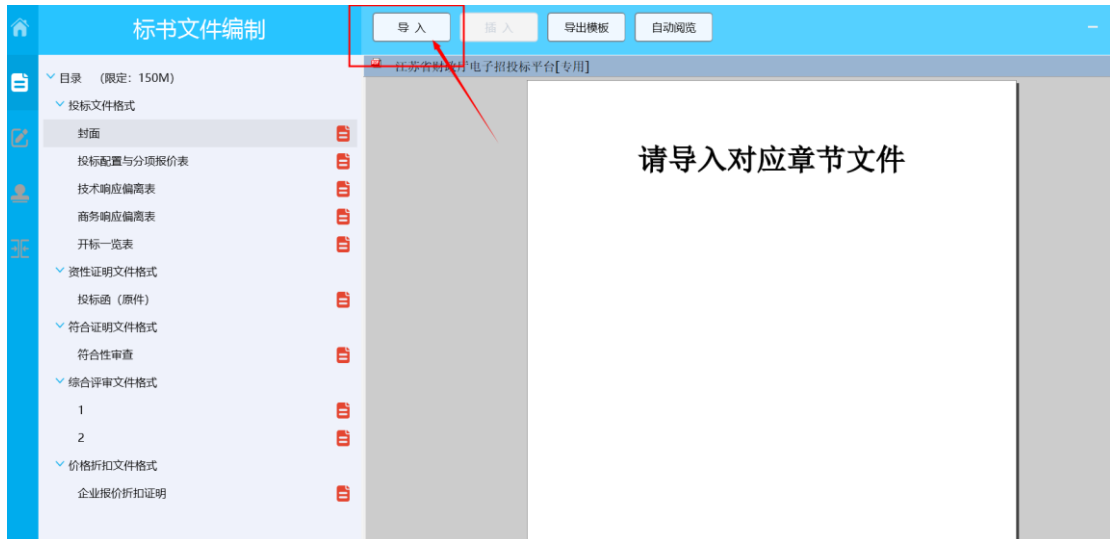 标书文件编制
导 入
插 入
导出模板
自动阅览
江苏省财政厅电子招投标平台[专用]
目录 (限定：150M)
投标文件格式
封面
投标配置与分项报价表
技术响应偏离表
商务响应偏离表
开标一览表
资性证明文件格式
投标函（原件）
符合证明文件格式
符合性审查
综合评审文件格式
1
2
价格折扣文件格式
企业报价折扣证明
请导入对应章节文件